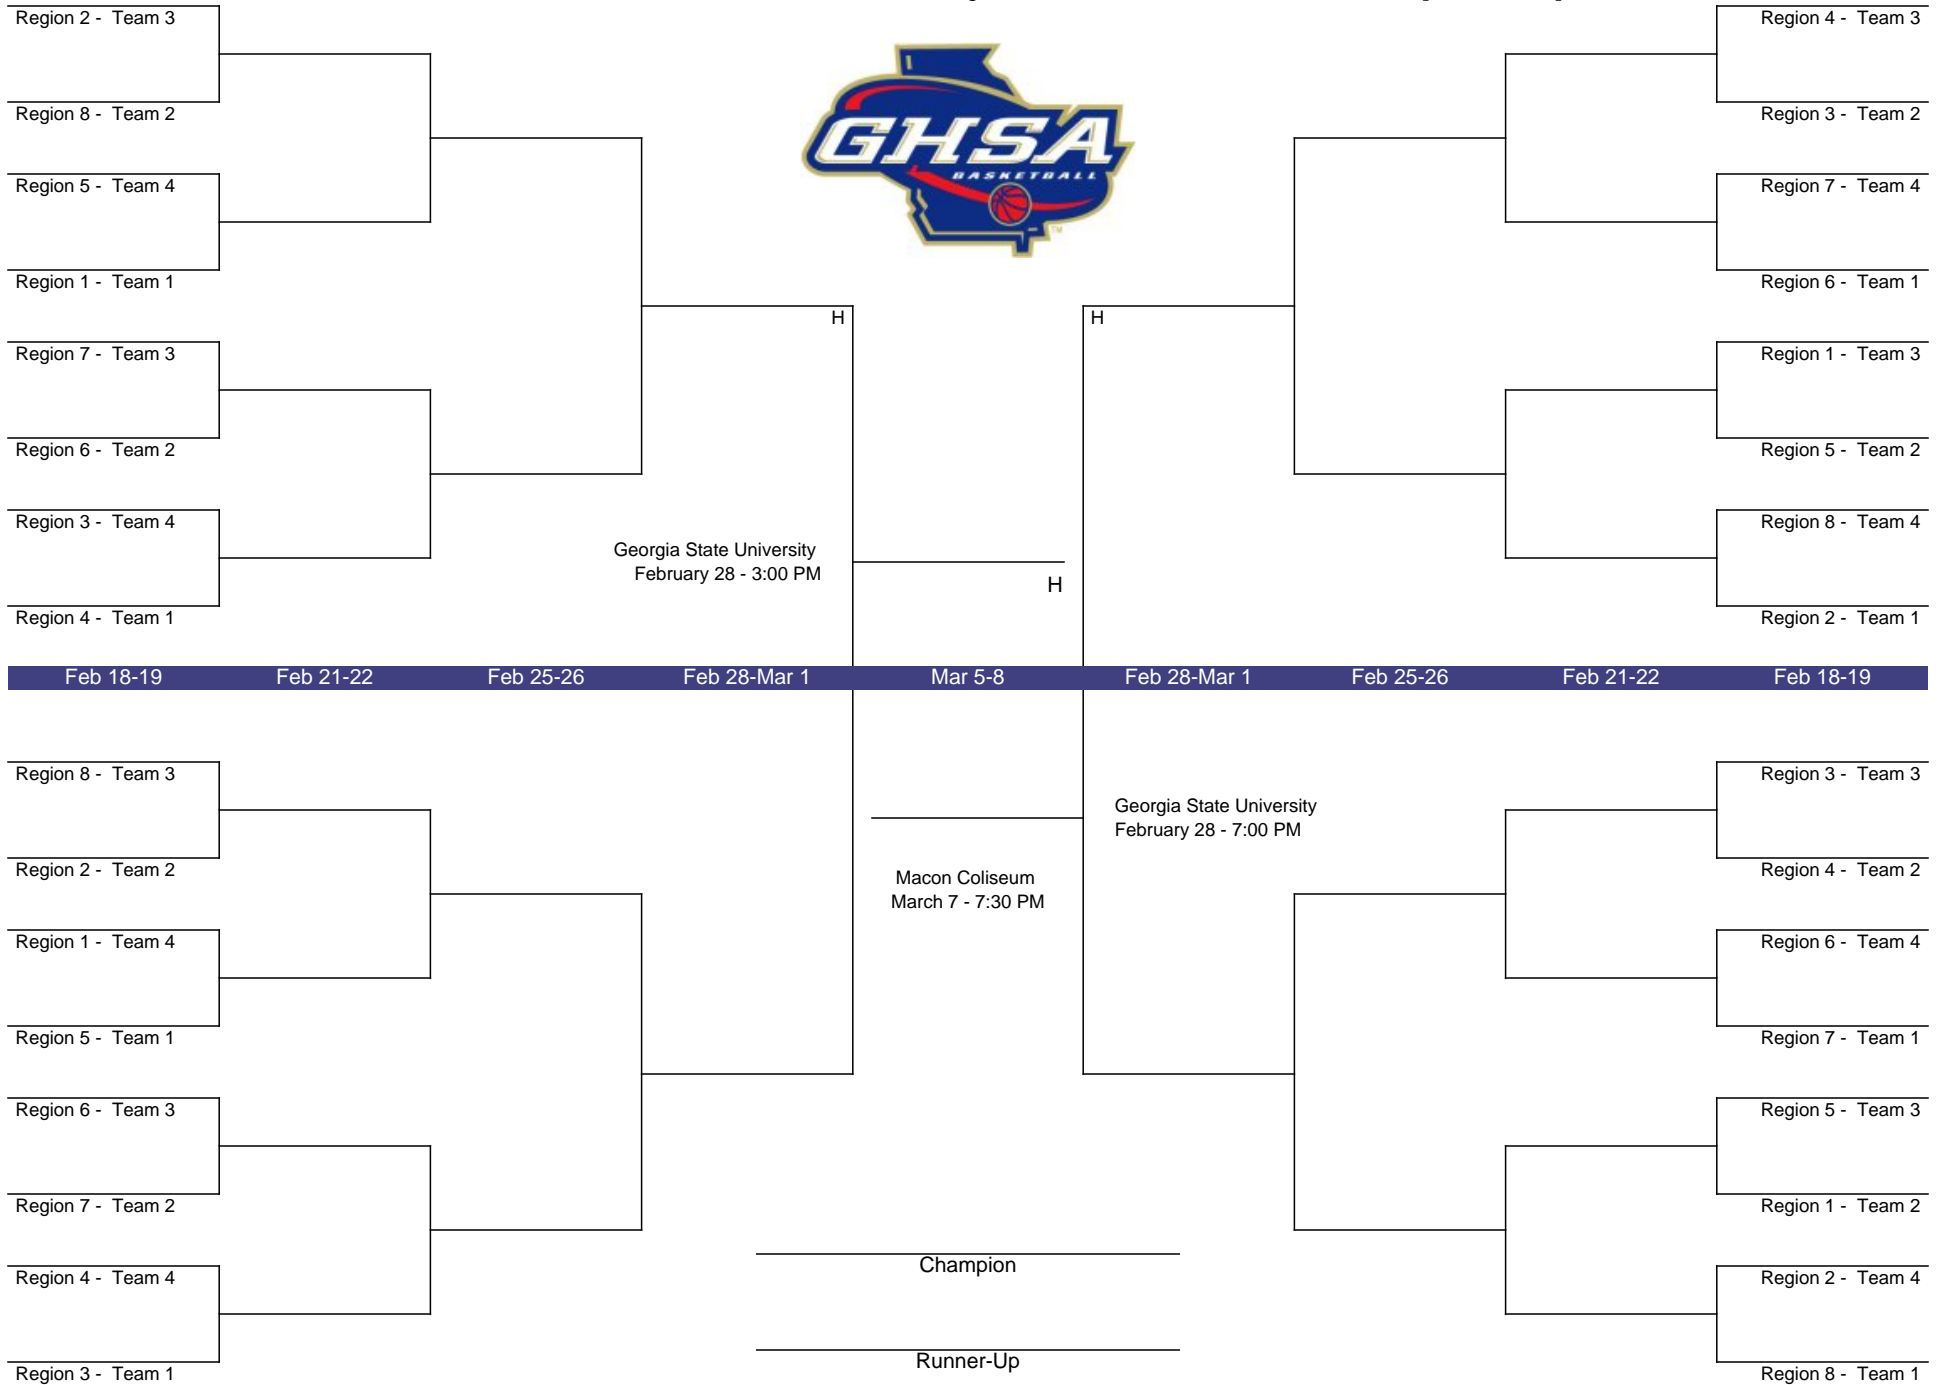 Region 2 - Team 3
Region 4 - Team 3
GHSA
BASKETBALL
TM
Region 8 - Team 2
Region 3 - Team 2
Region 5 - Team 4
Region 7 - Team 4
Region 1 - Team 1
Region 6 - Team 1
H
H
Region 7 - Team 3
Region 1 - Team 3
Region 6 - Team 2
Region 5 - Team 2
Region 3 - Team 4
Region 8 - Team 4
Georgia State University
February 28 - 3:00 PM
H
Region 4 - Team 1
Region 2 - Team 1
Feb 18-19 Feb 21-22 Feb 25-26 Feb 28-Mar 1 Mar 5-8 Feb 28-Mar 1 Feb 25-26 Feb 21-22 Feb 18-19
Region 8 - Team 3
Region 3 - Team 3
Georgia State University
February 28 - 7:00 PM
Region 2 - Team 2
Region 4 - Team 2
Macon Coliseum
March 7 - 7:30 PM
Region 1 - Team 4
Region 6 - Team 4
Region 5 - Team 1
Region 7 - Team 1
Region 6 - Team 3
Region 5 - Team 3
Region 7 - Team 2
Region 1 - Team 2
Champion
Region 4 - Team 4
Region 2 - Team 4
Runner-Up
Region 3 - Team 1
Region 8 - Team 1